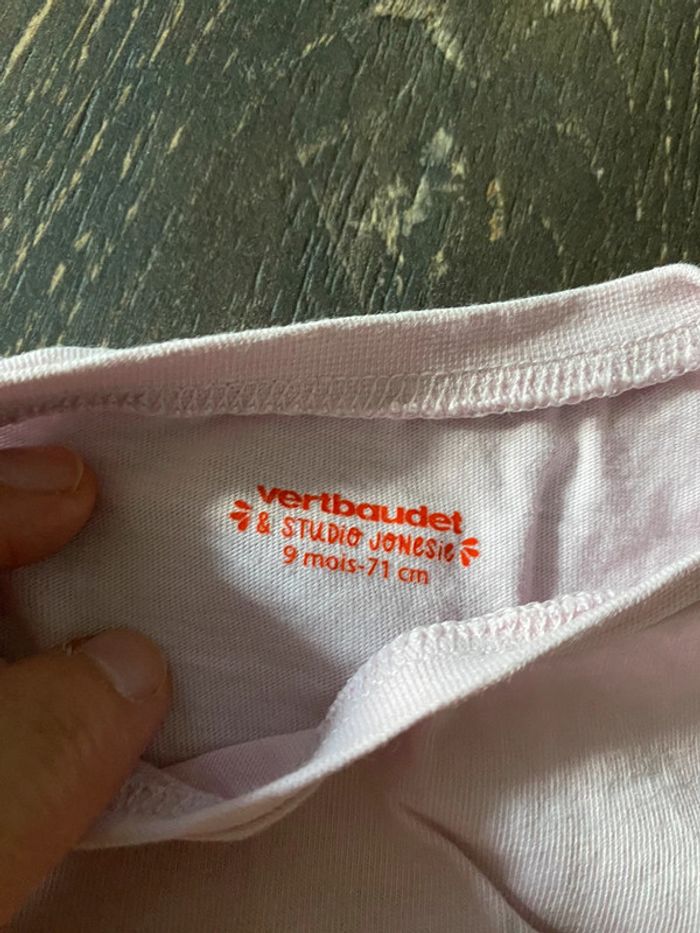 vertbaudet
& STUDIO JONESIE
9 mois-71 cm